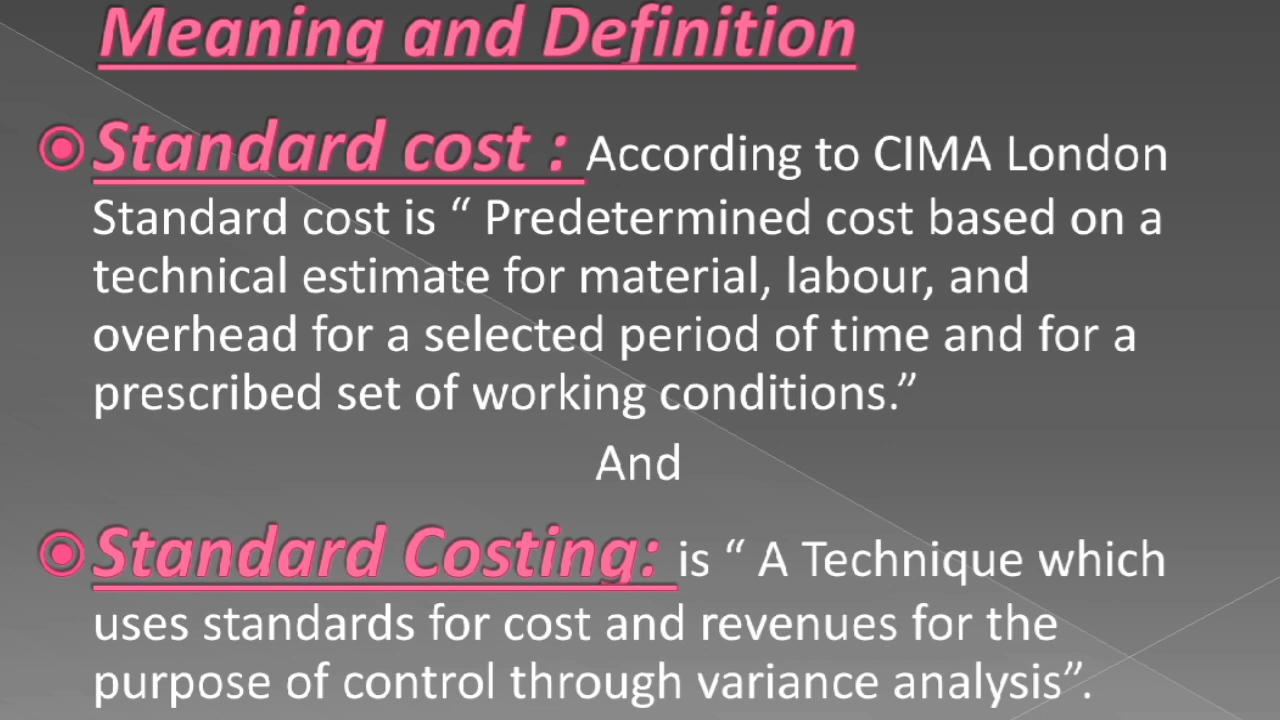 Meaning and Definition
Standard cost : According to CIMA London
Standard cost is “ Predetermined cost based on a
technical estimate for material, labour, and
overhead for a selected period of time and for a
prescribed set of working conditions.”
And
Standard Costing: is “ A Technique which
uses standards for cost and revenues for the
purpose of control through variance analysis”.